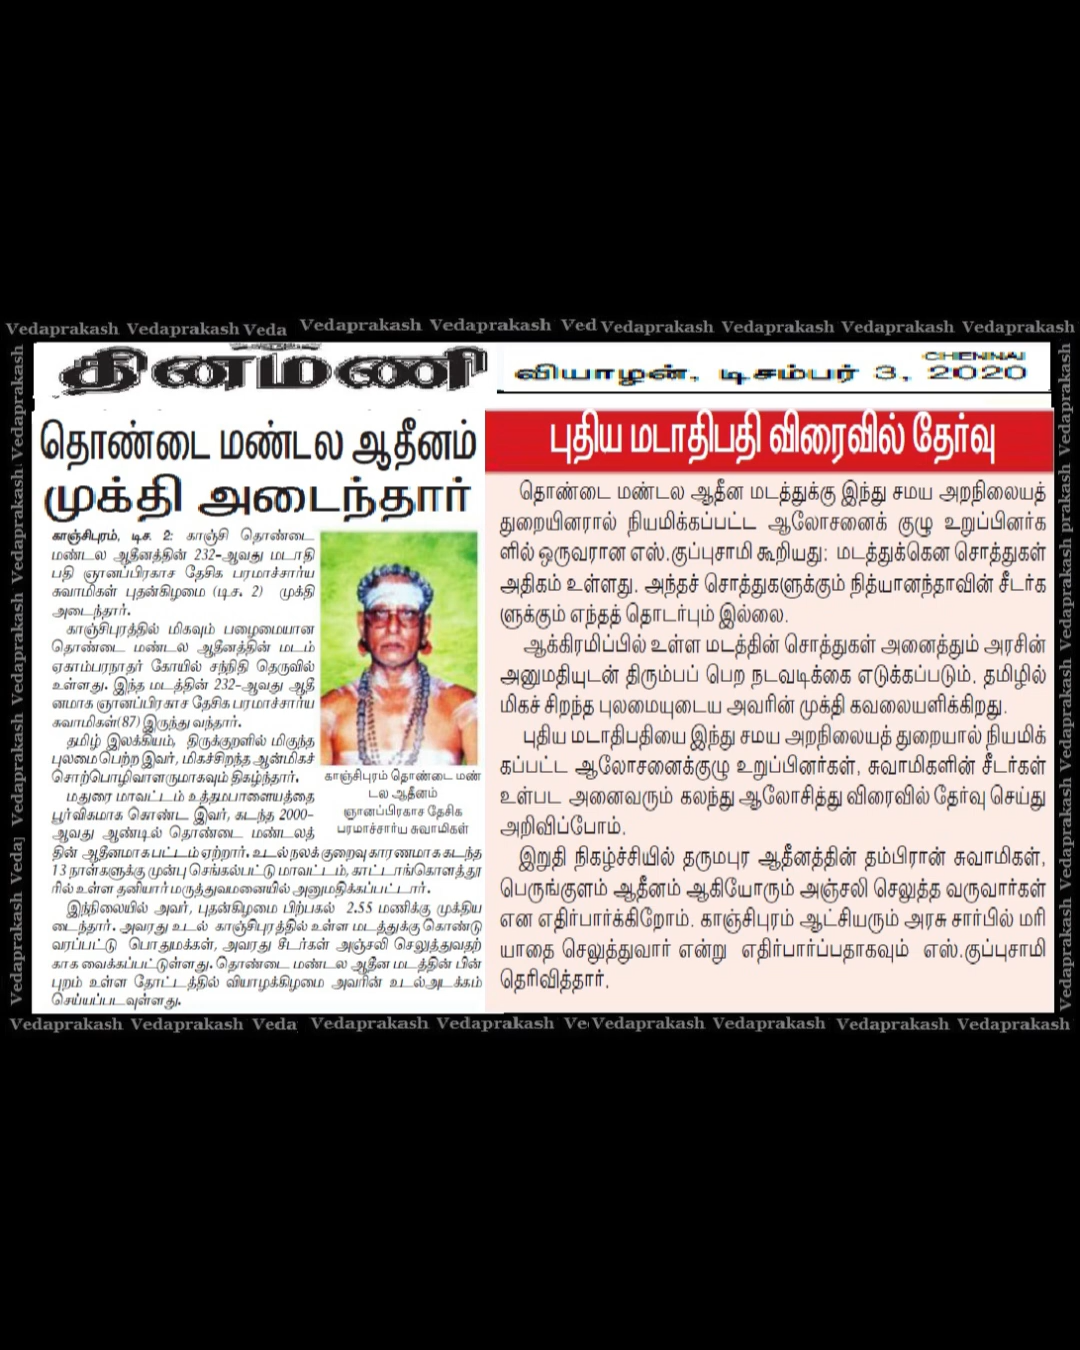 Vedaprakash Vedaprakash Veda Vedaprakash Vedaprakash Ved Vedaprakash Vedaprakash Vedaprakash Vedaprakash
தினமணி
CHENNAI
வியாழன், டிசம்பர் 3, 2020
தொண்டை மண்டல ஆதீனம்
முக்தி அடைந்தார்
காஞ்சிபுரம், டிச. 2: காஞ்சி தொண்டை
மண்டல ஆதீனத்தின் 232-ஆவது மடாதி
பதி ஞானப்பிரகாச தேசிக பரமாச்சார்ய
சுவாமிகள் புதன்கிழமை (டிச. 2) முக்தி
அடைந்தார்.
காஞ்சிபுரத்தில் மிகவும் பழைமையான
தொண்டை மண்டல ஆதீனத்தின் மடம்
ஏகாம்பரநாதர் கோயில் சந்நிதி தெருவில்
உள்ளது. இந்த மடத்தின் 232-ஆவது ஆதீ
னமாக ஞானப்பிரகாச தேசிக பரமாச்சார்ய
சுவாமிகள்(87) இருந்து வந்தார்.
தமிழ் இலக்கியம், திருக்குறளில் மிகுந்த
புலமை பெற்ற இவர், மிகச்சிறந்த ஆன்மிகச்
சொற்பொழிவாளருமாகவும் திகழ்ந்தார்.
மதுரை மாவட்டம் உத்தமபாளையத்தை
பூர்விகமாக கொண்ட இவர், கடந்த 2000-
ஆவது ஆண்டில் தொண்டை மண்டலத்
தின் ஆதீனமாக பட்டம் ஏற்றார். உடல் நலக் குறைவு காரணமாக கடந்த
13 நாள்களுக்கு முன்பு செங்கல்பட்டு மாவட்டம், காட்டாங்கொளத்தூ
ரில் உள்ள தனியார் மருத்துவமனையில் அனுமதிக்கப்பட்டார்.
இந்நிலையில் அவர், புதன்கிழமை பிற்பகல் 2.55 மணிக்கு முக்திய
டைந்தார். அவரது உடல் காஞ்சிபுரத்தில் உள்ள மடத்துக்கு கொண்டு
வரப்பட்டு பொதுமக்கள், அவரது சீடர்கள் அஞ்சலி செலுத்துவதற்
காக வைக்கப்பட்டுள்ளது. தொண்டை மண்டல ஆதீன மடத்தின் பின்
புறம் உள்ள தோட்டத்தில் வியாழக்கிழமை அவரின் உடல் அடக்கம்
செய்யப்படவுள்ளது.
காஞ்சிபுரம் தொண்டை மண்
டல ஆதீனம்
ஞானப்பிரகாச தேசிக
பரமாச்சார்ய சுவாமிகள்
புதிய மடாதிபதி விரைவில் தேர்வு
தொண்டை மண்டல ஆதீன மடத்துக்கு இந்து சமய அறநிலையத்
துறையினரால் நியமிக்கப்பட்ட ஆலோசனைக் குழு உறுப்பினர்க
ளில் ஒருவரான எஸ்.குப்புசாமி கூறியது: மடத்துக்கென சொத்துகள்
அதிகம் உள்ளது. அந்தச் சொத்துகளுக்கும் நித்யானந்தாவின் சீடர்க
ளுக்கும் எந்தத் தொடர்பும் இல்லை.
ஆக்கிரமிப்பில் உள்ள மடத்தின் சொத்துகள் அனைத்தும் அரசின்
அனுமதியுடன் திரும்பப் பெற நடவடிக்கை எடுக்கப்படும். தமிழில்
மிகச் சிறந்த புலமையுடைய அவரின் முக்தி கவலையளிக்கிறது.
புதிய மடாதிபதியை இந்து சமய அறநிலையத் துறையால் நியமிக்
கப்பட்ட ஆலோசனைக்குழு உறுப்பினர்கள், சுவாமிகளின் சீடர்கள்
உள்பட அனைவரும் கலந்து ஆலோசித்து விரைவில் தேர்வு செய்து
அறிவிப்போம்.
இறுதி நிகழ்ச்சியில் தருமபுர ஆதீனத்தின் தம்பிரான் சுவாமிகள்,
பெருங்குளம் ஆதீனம் ஆகியோரும் அஞ்சலி செலுத்த வருவார்கள்
என எதிர்பார்க்கிறோம். காஞ்சிபுரம் ஆட்சியரும் அரசு சார்பில் மரி
யாதை செலுத்துவார் என்று எதிர்பார்ப்பதாகவும் எஸ்.குப்புசாமி
தெரிவித்தார்.
Vedaprakash Vedaprakash Veda Vedaprakash Vedaprakash Ve Vedaprakash Vedaprakash Vedaprakash Vedaprakash
Vedaprakash Vedaj Vedaprakash Vedaprakash Vedaprakash Vedaprakash
Vedaprakash Vedaprakash Vedaprakash prakash Vedaprakash